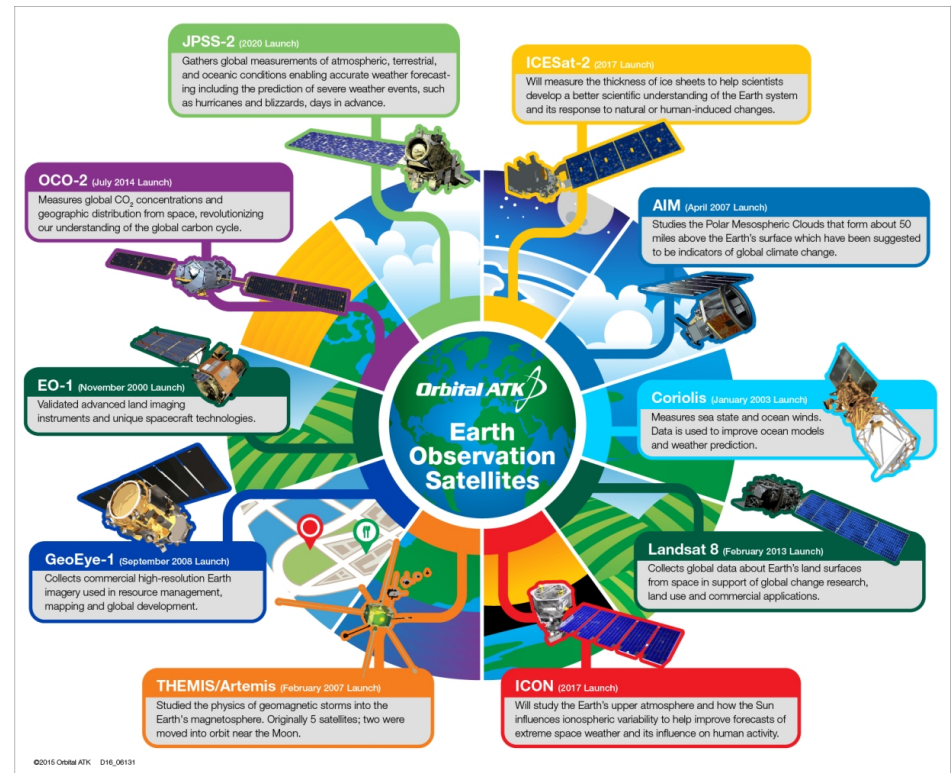 JPSS-2 (2020 Launch)
Gathers global measurements of atmospheric, terrestrial,
and oceanic conditions enabling accurate weather forecast-
ing including the prediction of severe weather events, such
as hurricanes and blizzards, days in advance.
ICESat-2 (2017 Launch)
Will measure the thickness of ice sheets to help scientists
develop a better scientific understanding of the Earth system
and its response to natural or human-induced changes.
OCO-2 (July 2014 Launch)
Measures global CO₂ concentrations and
geographic distribution from space, revolutionizing
our understanding of the global carbon cycle.
AIM (April 2007 Launch)
Studies the Polar Mesospheric Clouds that form about 50
miles above the Earth's surface which have been suggested
to be indicators of global climate change.
EO-1 (November 2000 Launch)
Validated advanced land imaging
instruments and unique spacecraft technologies.
Orbital ATK
Earth
Observation
Satellites
Coriolis (January 2003 Launch)
Measures sea state and ocean winds.
Data is used to improve ocean models
and weather prediction.
GeoEye-1 (September 2008 Launch)
Collects commercial high-resolution Earth
imagery used in resource management,
mapping and global development.
Landsat 8 (February 2013 Launch)
Collects global data about Earth's land surfaces
from space in support of global change research,
land use and commercial applications.
THEMIS/Artemis (February 2007 Launch)
Studied the physics of geomagnetic storms into the
Earth's magnetosphere. Originally 5 satellites; two were
moved into orbit near the Moon.
ICON (2017 Launch)
Will study the Earth's upper atmosphere and how the Sun
influences ionospheric variability to help improve forecasts of
extreme space weather and its influence on human activity.
©2015 Orbital ATK D16_06131